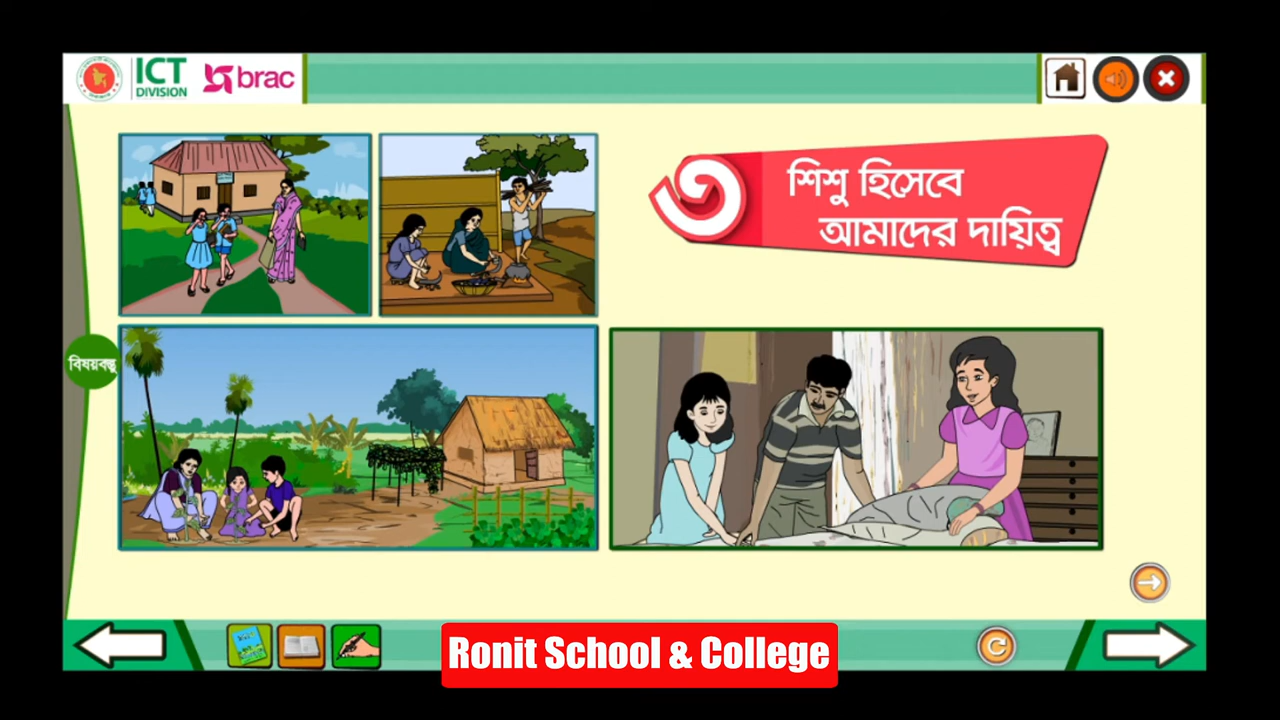 ICT
DIVISION
brac
৩
শিশু হিসেবে
আমাদের দায়িত্ব
বিষয়বস্তু
Ronit School & College